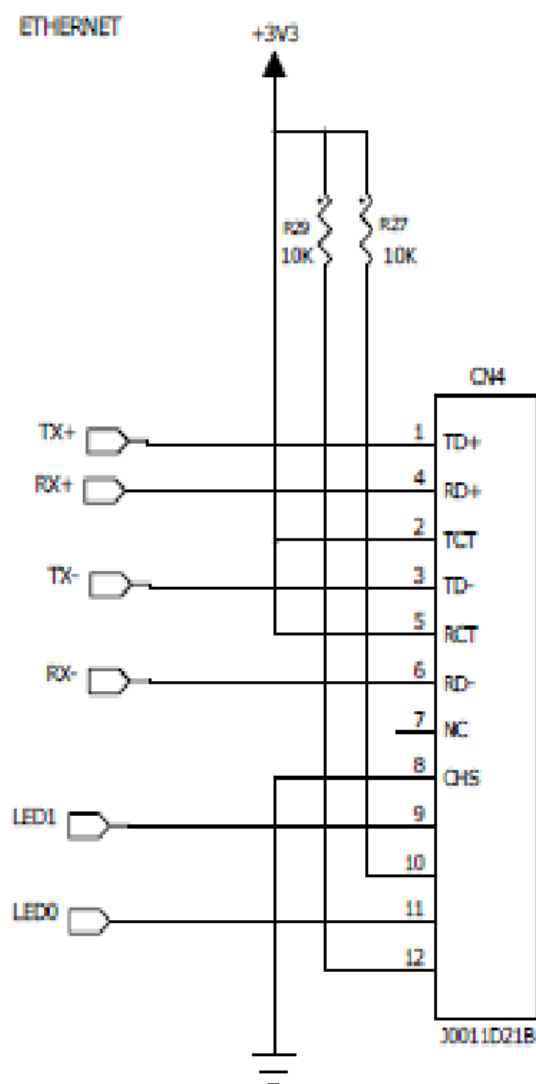 ETHERNET
+3V3
R29
10K
R27
10K
CN4
TX+
1
TD+
RX+
4
RD+
2
TCT
TX-
3
TD-
5
RCT
RX-
6
RD-
7
NC
8
CHS
LED1
9
10
LED0
11
12
J0011D21B